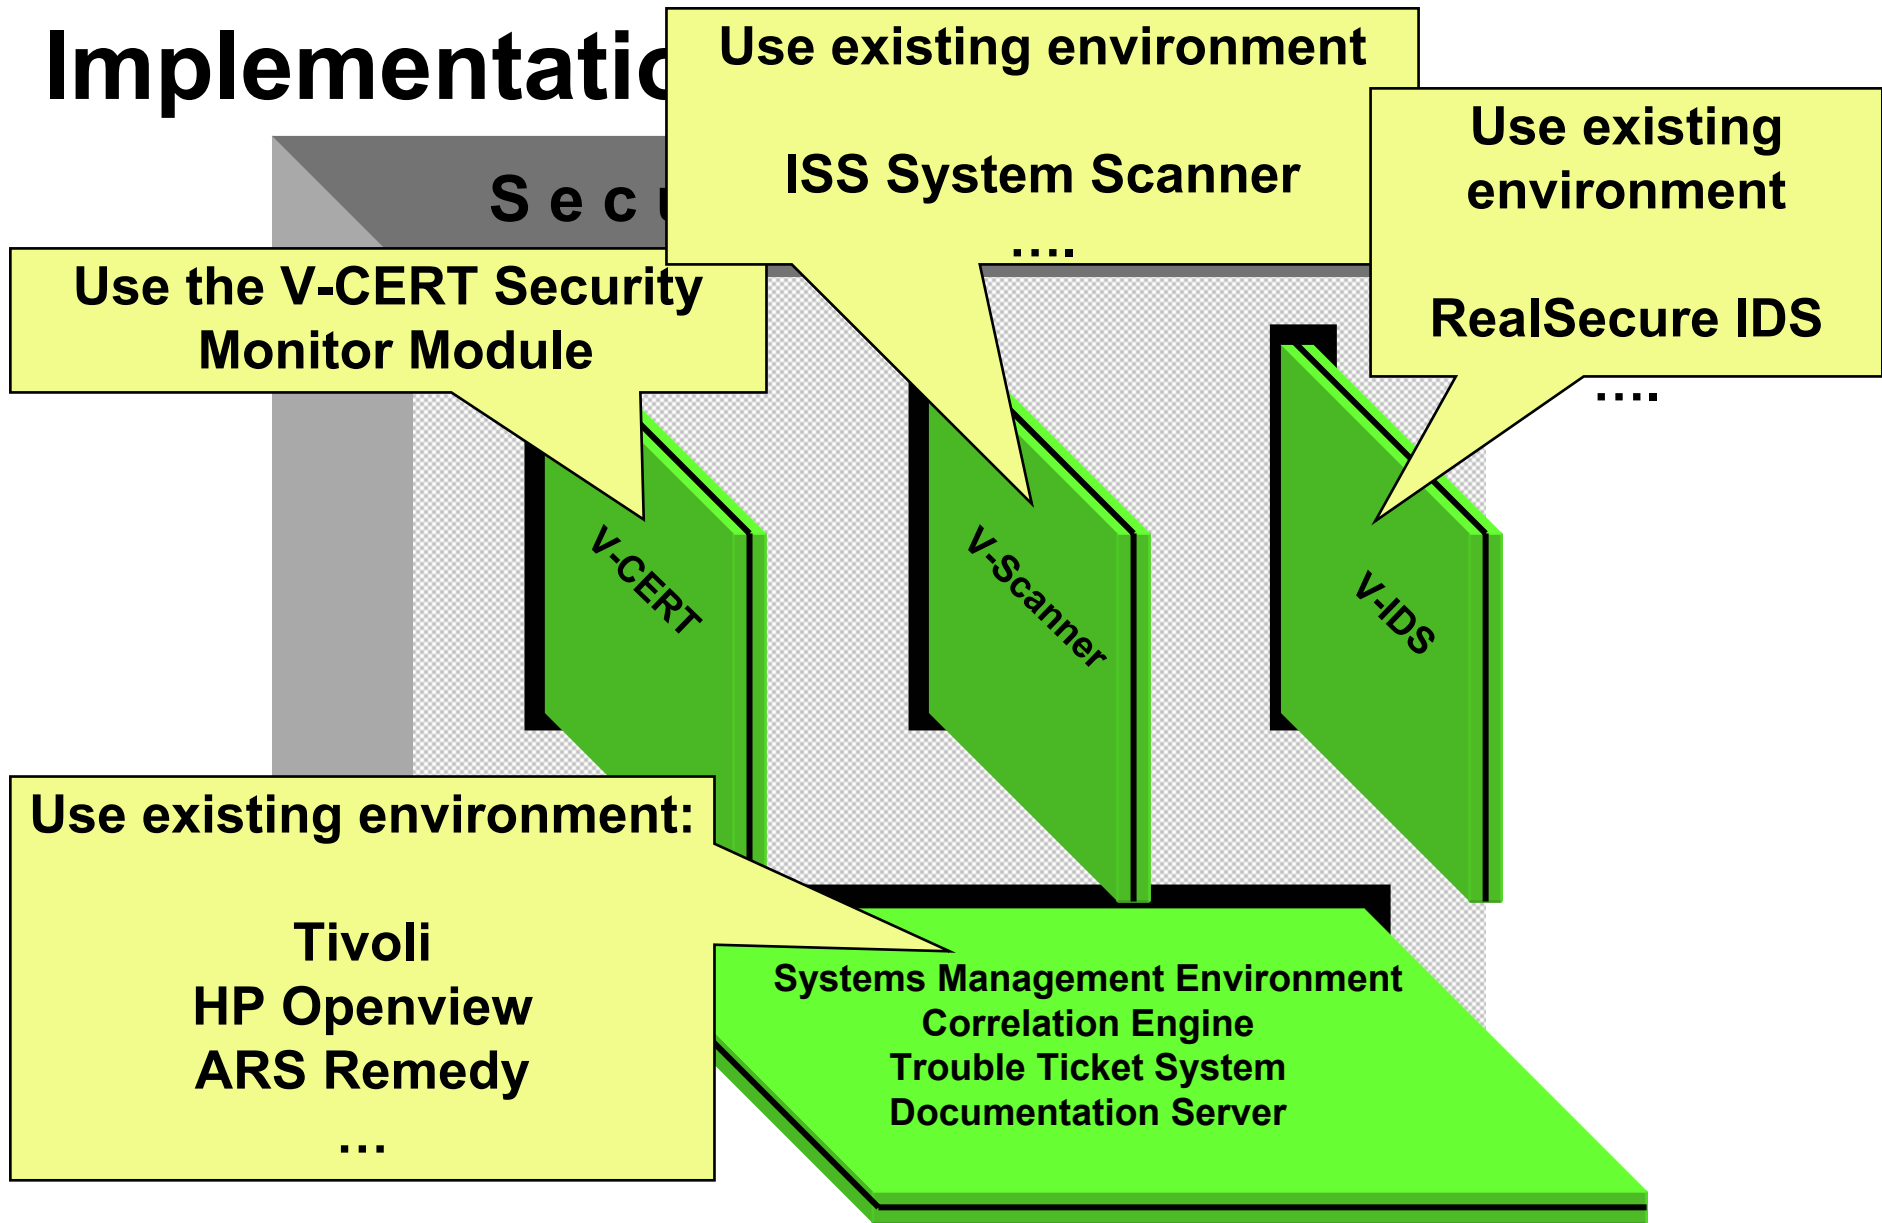 Use existing environment
ISS System Scanner
….
Use existing
environment
RealSecure IDS
….
Use the V-CERT Security
Monitor Module
V-CERT
V-Scanner
V-IDS
Use existing environment:
Tivoli
HP Openview
ARS Remedy
…
Systems Management Environment
Correlation Engine
Trouble Ticket System
Documentation Server